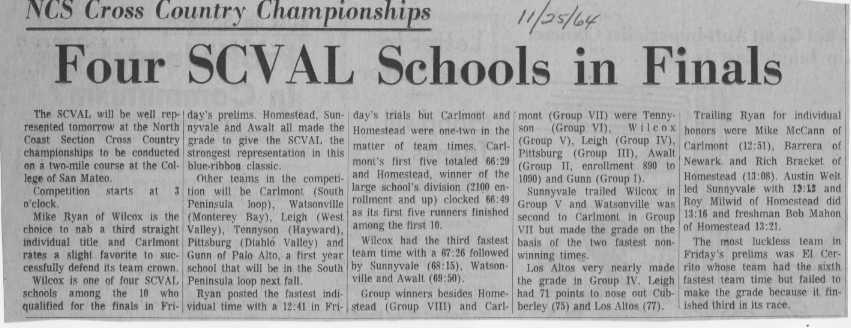 NCS Cross Country Championships
11/25/64
Four SCVAL Schools in Finals
The SCVAL will be well rep-
resented tomorrow at the North
Coast Section Cross Country
championships to be conducted
on a two-mile course at the Col-
lege of San Mateo.
Competition starts at 3
o'clock.
Mike Ryan of Wilcox is the
choice to nab a third straight
individual title and Carlmont
rates a slight favorite to suc-
cessfully defend its team crown.
Wilcox is one of four SCVAL
schools among the 10 who
qualified for the finals in Fri-
day's prelims. Homestead, Sun-
nyvale and Awalt all made the
grade to give the SCVAL the
strongest representation in this
blue-ribbon classic.
Other teams in the competi-
tion will be Carlmont (South
Peninsula loop), Watsonville
(Monterey Bay), Leigh (West
Valley), Tennyson (Hayward),
Pittsburg (Diablo Valley) and
Gunn of Palo Alto, a first year
school that will be in the South
Peninsula loop next fall.
Ryan posted the fastest ind-
vidual time with a 12:41 in Fri-
day's trials but Carlmont and
Homestead were one-two in the
matter of team times. Carl-
mont's first five totaled 66:29
and Homestead, winner of the
large school's division (2100 en-
rollment and up) clocked 66:49
as its first five runners finished
among the first 10.
Wilcox had the third fastest
team time with a 67:26 followed
by Sunnyvale (68:15), Watson-
ville and Awalt (69:50).
Group winners besides Home-
stead (Group VIII) and Carl-
mont (Group VII) were Tenny-
son (Group VI), Wilcox
(Group V), Leigh (Group IV),
Pittsburg (Group III), Awalt
(Group II, enrollment 890 to
1090) and Gunn (Group I).
Sunnyvale trailed Wilcox in
Group V and Watsonville was
second to Carlmont in Group
VII but made the grade on the
basis of the two fastest non-
winning times.
Los Altos very nearly made
the grade in Group IV. Leigh
had 71 points to nose out Cub-
berley (75) and Los Altos (77).
Trailing Ryan for individual
honors were Mike McCann of
Carlmont (12:51), Barrera of
Newark and Rich Bracket of
Homestead (13:08). Austin Welt
led Sunnyvale with 13:13 and
Roy Milwid of Homestead did
13:16 and freshman Bob Mahon
of Homestead 13:21.
The most luckless team in
Friday's prelims was El Cer-
rito whose team had the sixth
fastest team time but failed to
make the grade because it fin-
ished third in its race.